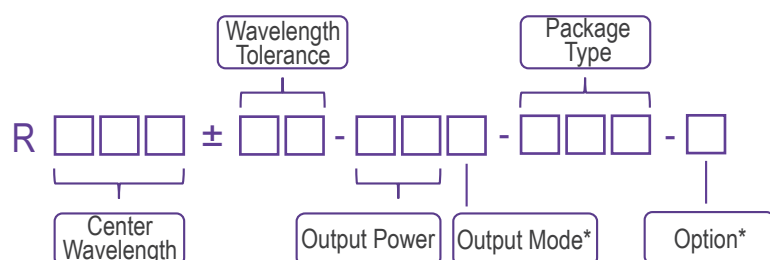 Wavelength
Tolerance
Package
Type
R ± - - -
Center
Wavelength
Output Power
Output Mode*
Option*